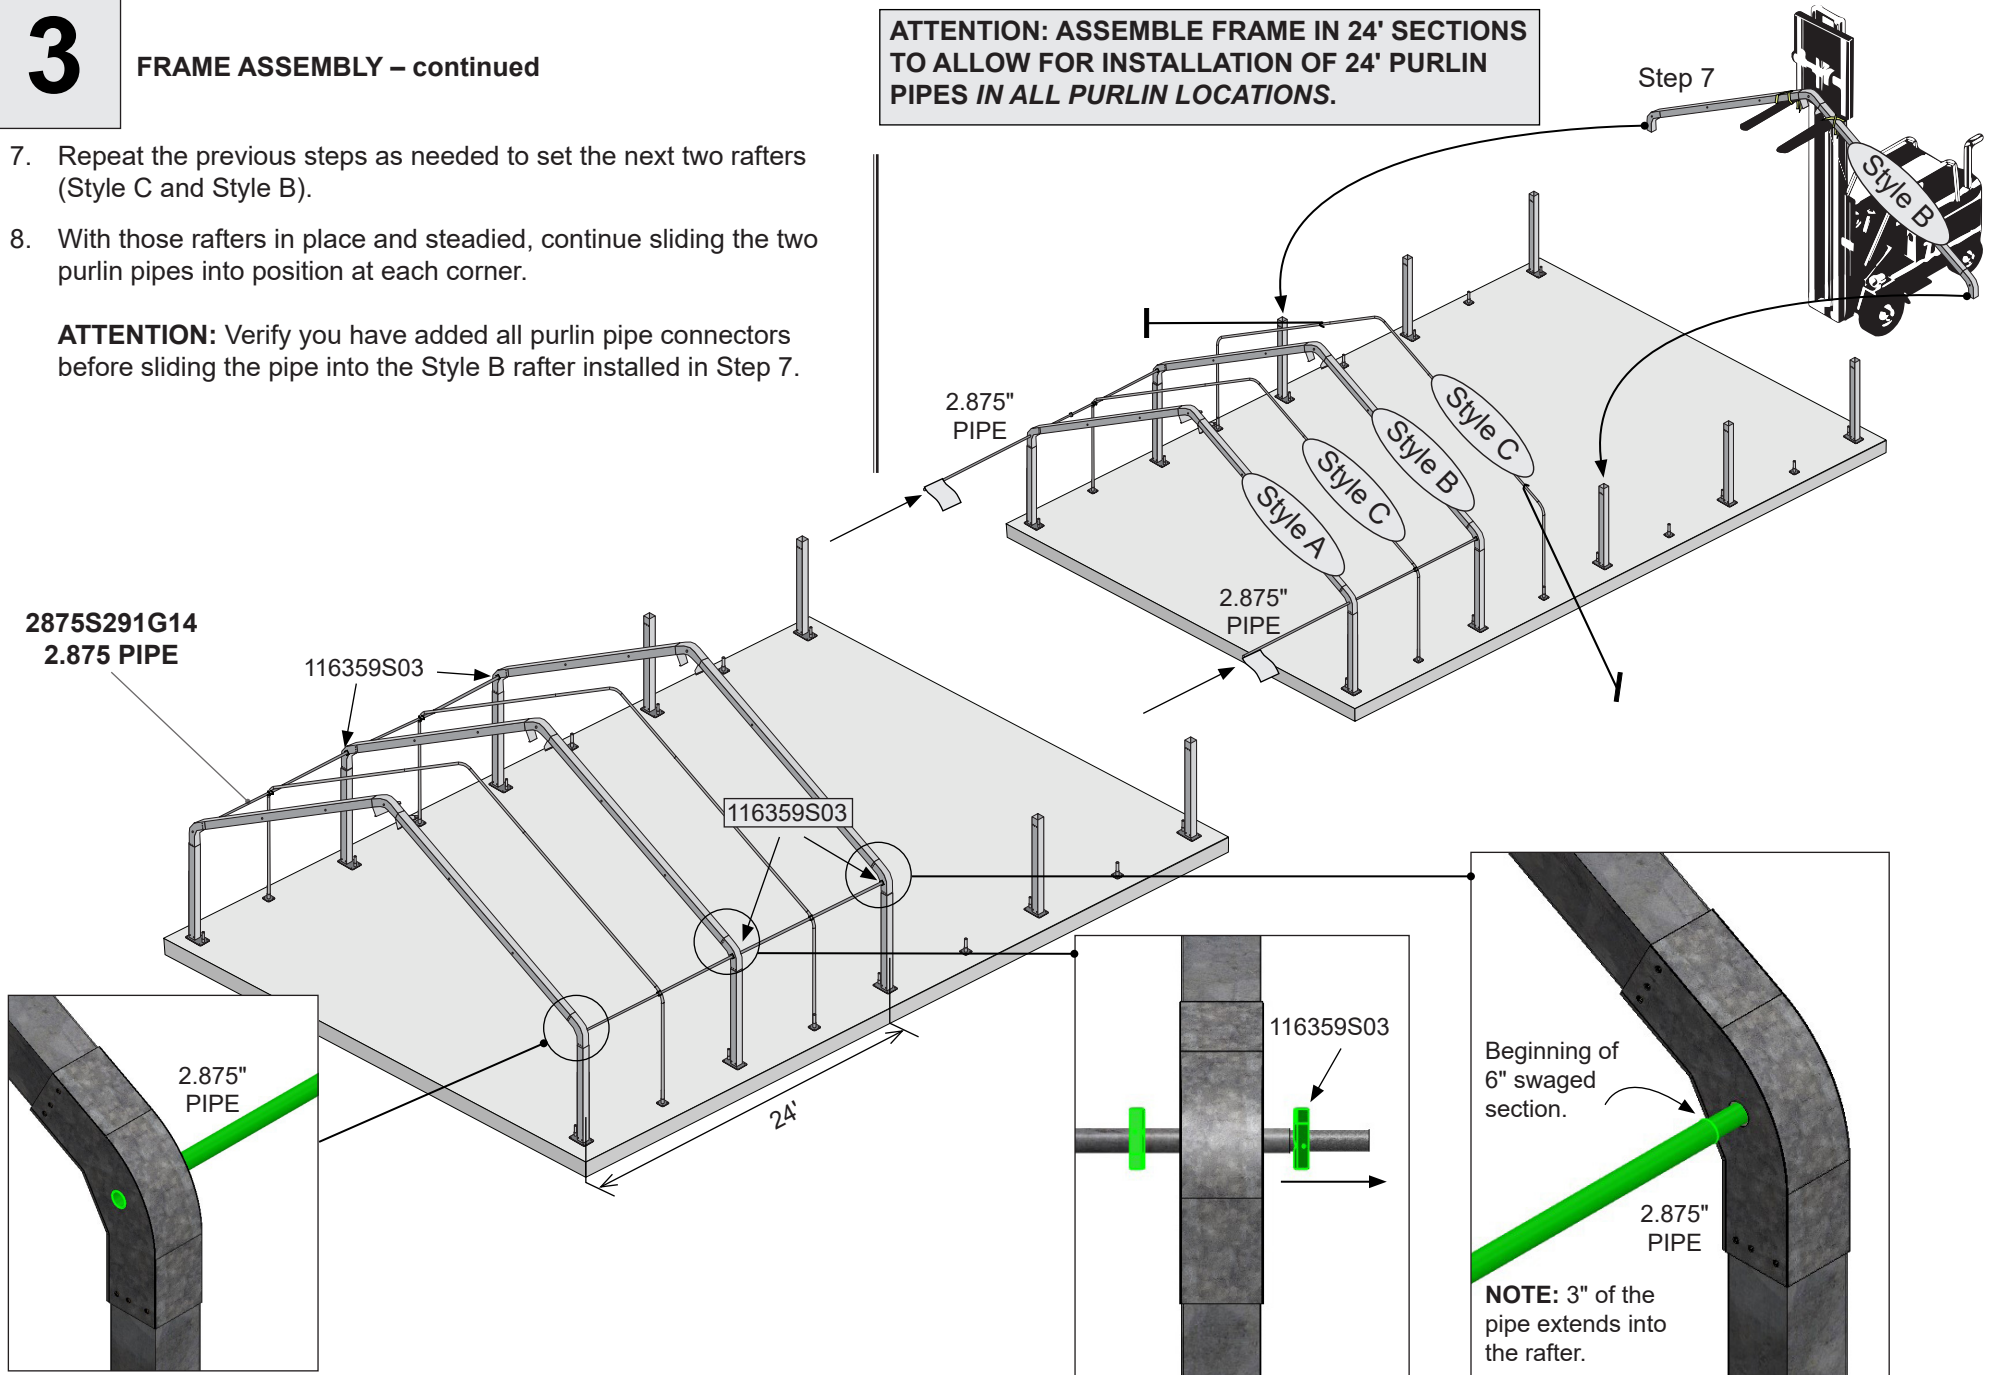 3
FRAME ASSEMBLY – continued
7. Repeat the previous steps as needed to set the next two rafters
(Style C and Style B).
8. With those rafters in place and steadied, continue sliding the two
purlin pipes into position at each corner.
ATTENTION: Verify you have added all purlin pipe connectors
before sliding the pipe into the Style B rafter installed in Step 7.
ATTENTION: ASSEMBLE FRAME IN 24' SECTIONS
TO ALLOW FOR INSTALLATION OF 24' PURLIN
PIPES IN ALL PURLIN LOCATIONS.
Step 7
Style B
2.875"
PIPE
Style C
Style B
Style C
Style A
2.875"
PIPE
2875S291G14
2.875 PIPE
116359S03
116359S03
24'
2.875"
PIPE
116359S03
Beginning of
6" swaged
section.
2.875"
PIPE
NOTE: 3" of the
pipe extends into
the rafter.